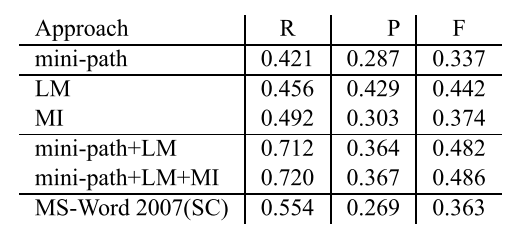 Approach R P F
mini-path 0.421 0.287 0.337
LM 0.456 0.429 0.442
MI 0.492 0.303 0.374
mini-path+LM 0.712 0.364 0.482
mini-path+LM+MI 0.720 0.367 0.486
MS-Word 2007(SC) 0.554 0.269 0.363